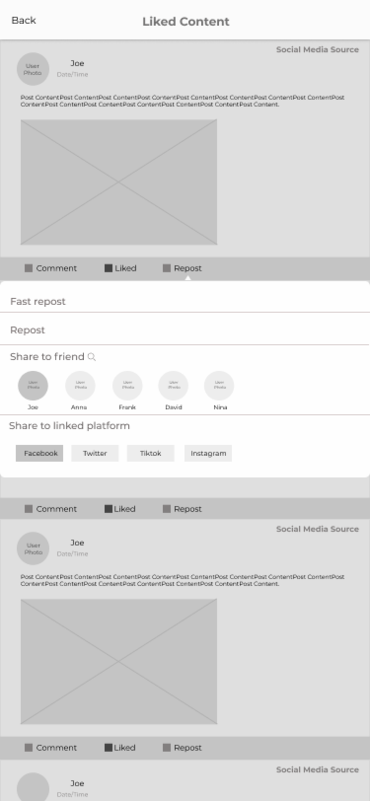 Back
Liked Content
Social Media Source
User
Photo
Joe
Date/Time
Post ContentPost ContentPost ContentPost ContentPost ContentPost ContentPost ContentPost ContentPost
ContentPost ContentPost ContentPost ContentPost ContentPost ContentPost Content.
Comment
Liked
Repost
Fast repost
Repost
Share to friend
User
Photo
User
Photo
User
Photo
User
Photo
User
Photo
Joe
Anna
Frank
David
Nina
Share to linked platform
Facebook
Twitter
Tiktok
Instagram
Comment
Liked
Repost
Social Media Source
User
Photo
Joe
Date/Time
Post ContentPost ContentPost ContentPost ContentPost ContentPost ContentPost ContentPost ContentPost
ContentPost ContentPost ContentPost ContentPost ContentPost ContentPost Content.
Comment
Liked
Repost
Social Media Source
Joe
Date/Time